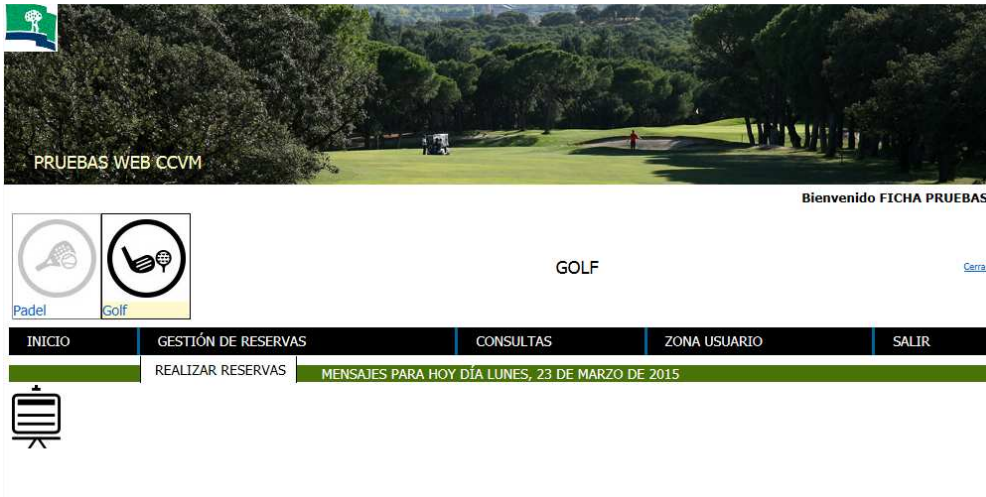 PRUEBAS WEB CCVM
Bienvenido FICHA PRUEBAS
Padel
Golf
GOLF
Cerra
INICIO GESTIÓN DE RESERVAS CONSULTAS ZONA USUARIO SALIR
REALIZAR RESERVAS
MENSAJES PARA HOY DÍA LUNES, 23 DE MARZO DE 2015